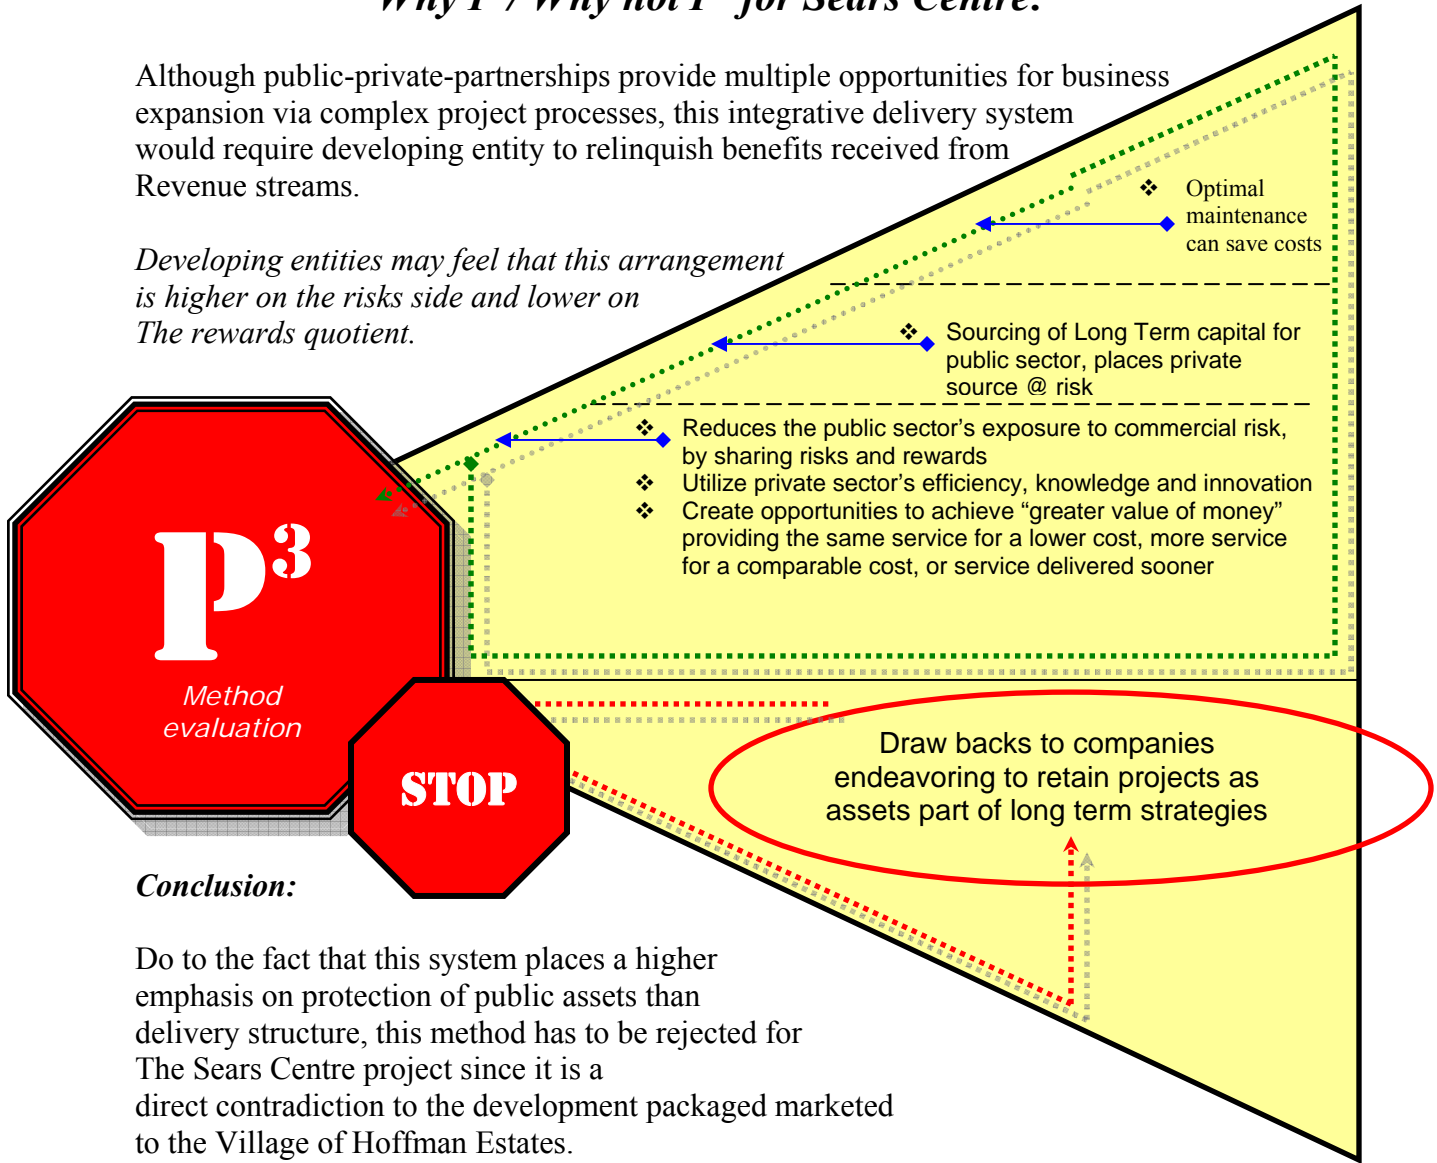 Why P³/ Why not P³ for Sears Centre:
Although public-private-partnerships provide multiple opportunities for business
expansion via complex project processes, this integrative delivery system
would require developing entity to relinquish benefits received from
Revenue streams.
Developing entities may feel that this arrangement
is higher on the risks side and lower on
The rewards quotient.
❖ Optimal
maintenance
can save costs
❖ Sourcing of Long Term capital for
public sector, places private
source @ risk
❖ Reduces the public sector’s exposure to commercial risk,
by sharing risks and rewards
❖ Utilize private sector’s efficiency, knowledge and innovation
❖ Create opportunities to achieve “greater value of money”
providing the same service for a lower cost, more service
for a comparable cost, or service delivered sooner
P³
Method
evaluation
STOP
Draw backs to companies
endeavoring to retain projects as
assets part of long term strategies
Conclusion:
Do to the fact that this system places a higher
emphasis on protection of public assets than
delivery structure, this method has to be rejected for
The Sears Centre project since it is a
direct contradiction to the development packaged marketed
to the Village of Hoffman Estates.